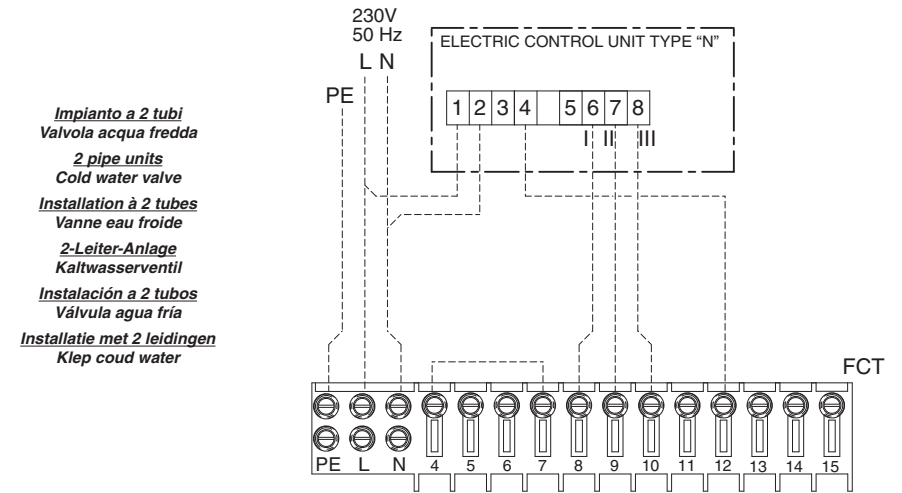 230V
50 Hz
L N
PE
ELECTRIC CONTROL UNIT TYPE “N”
1 2 3 4 5 6 7 8
I II III
Impianto a 2 tubi
Valvola acqua fredda
2 pipe units
Cold water valve
Installation à 2 tubes
Vanne eau froide
2-Leiter-Anlage
Kaltwasserventil
Instalación a 2 tubos
Válvula agua fría
Installatie met 2 leidingen
Klep coud water
FCT
PE L N 4 5 6 7 8 9 10 11 12 13 14 15